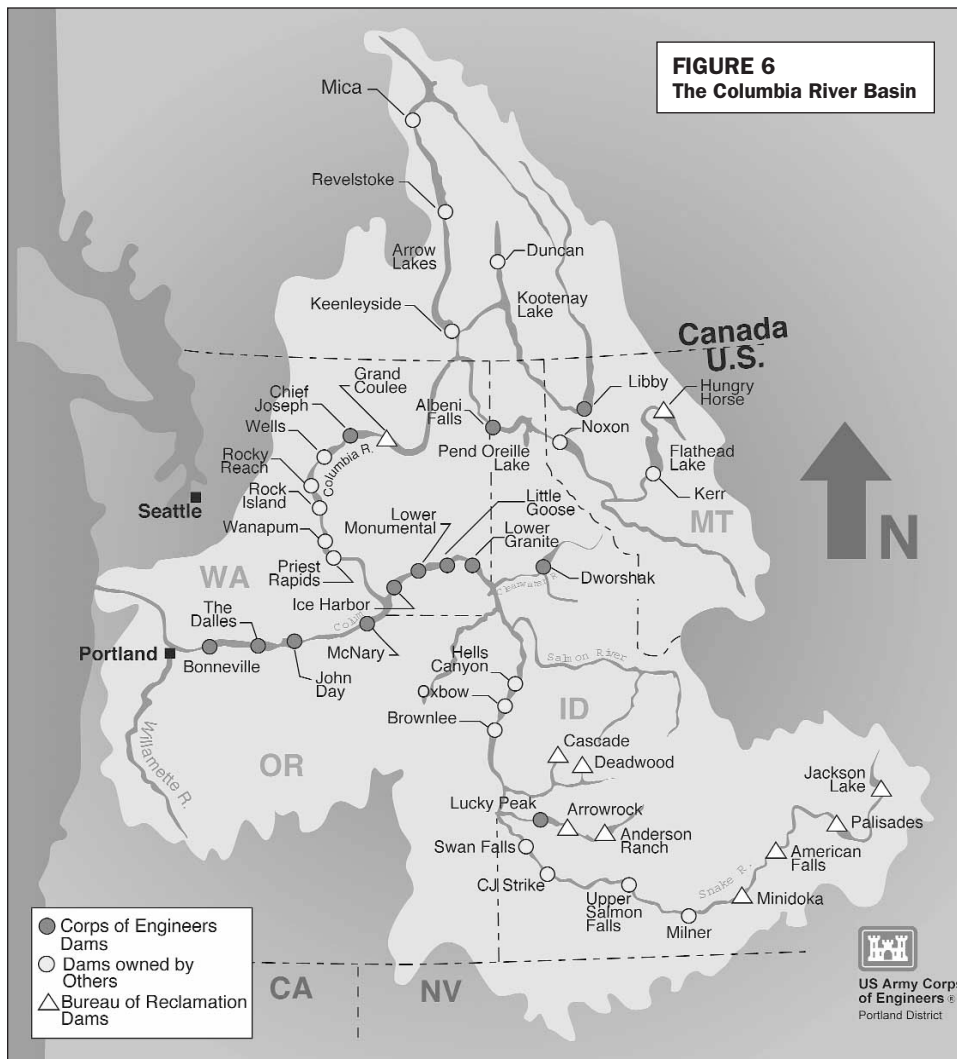 FIGURE 6
The Columbia River Basin
Mica
Revelstoke
Arrow
Lakes
Duncan
Kootenay
Lake
Keenleyside
Canada
U.S.
Grand
Coulee
Chief
Joseph
Wells
Rocky
Reach
Rock
Island
Columbia R.
Seattle
Wanapum
Priest
Rapids
Albeni
Falls
Pend Oreille
Lake
Libby
Noxon
Hungry
Horse
Flathead
Lake
Kerr
MT
N
Little
Goose
Lower
Monumental
Lower
Granite
Dworshak
WA
Ice Harbor
The
Dalles
Portland
Bonneville
John
Day
McNary
Hells
Canyon
Oxbow
Brownlee
Salmon River
ID
OR
Willamette R.
Cascade
Deadwood
Lucky Peak
Arrowrock
Anderson
Ranch
Swan Falls
CJ Strike
Upper
Salmon
Falls
Milner
Snake R.
Minidoka
American
Falls
Palisades
Jackson
Lake
Corps of Engineers
Dams
Dams owned by
Others
Bureau of Reclamation
Dams
CA
NV
US Army Corps
of Engineers ®
Portland District